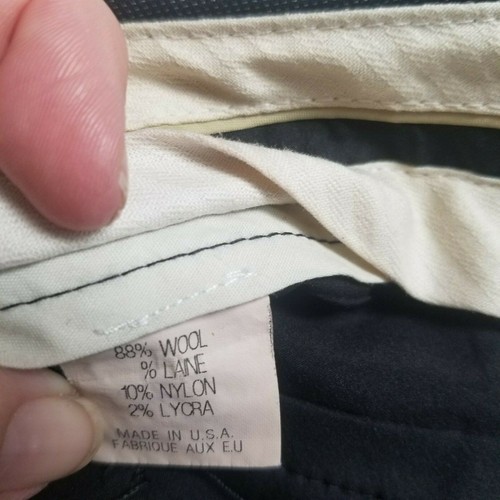 88% WOOL
% LAINE
10% NYLON
2% LYCRA
MADE IN U.S.A.
FABRIQUE AUX E.U